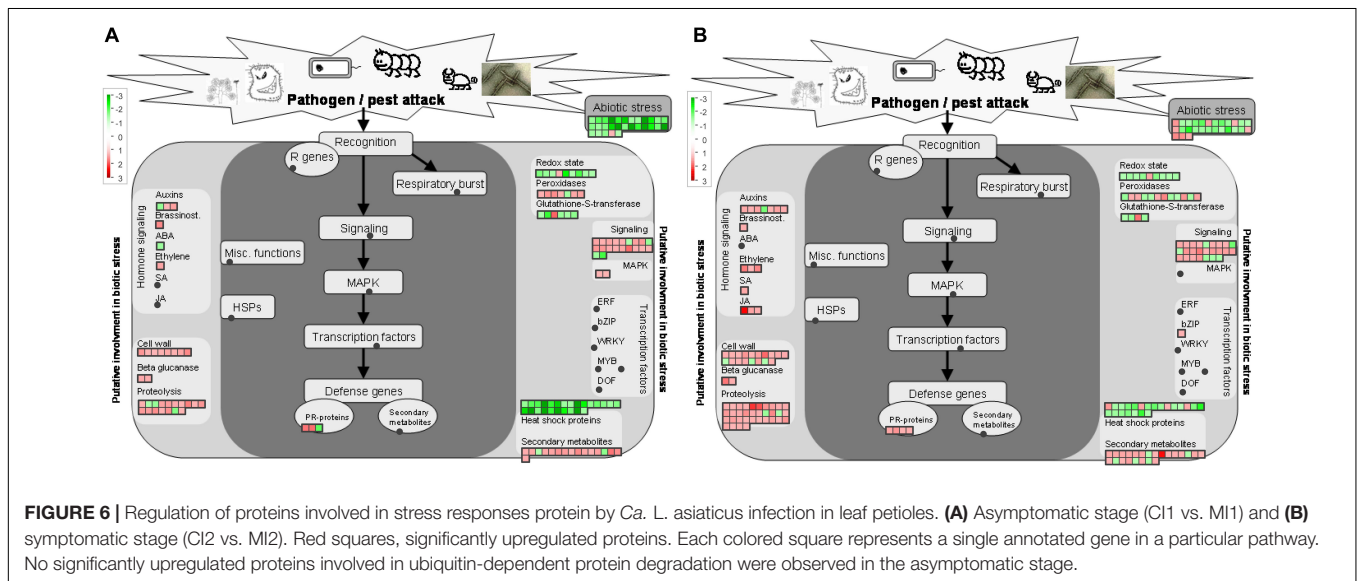 A
Pathogen / pest attack
3
2
1
0
-1
-2
-3
Abiotic stress
Recognition
R genes
Respiratory burst
Redox state
Peroxidases
Glutathione-S-transferase
Auxins
Brassinost.
ABA
Ethylene
SA
JA
Hormone signaling
Signaling
Signaling
MAPK
Misc. functions
MAPK
HSPs
ERF
bZIP
WRKY
MYB
DOF
Transcription factors
Transcription factors
Putative involvment in biotic stress
Putative involvement in biotic stress
Cell wall
Beta glucanase
Proteolysis
Defense genes
PR-proteins
Secondary metabolites
Heat shock proteins
Secondary metabolites
B
Pathogen / pest attack
-3
-2
-1
0
1
2
3
Abiotic stress
Recognition
R genes
Respiratory burst
Redox state
Peroxidases
Glutathione-S-transferase
Auxins
Brassinost.
ABA
Ethylene
SA
JA
Hormone signaling
Signaling
Signaling
MAPK
Misc. functions
MAPK
HSPs
ERF
bZIP
WRKY
MYB
DOF
Transcription factors
Transcription factors
Putative involvment in biotic stress
Putative involvement in biotic stress
Cell wall
Beta glucanase
Proteolysis
Defense genes
PR-proteins
Secondary metabolites
Heat shock proteins
Secondary metabolites
FIGURE 6 | Regulation of proteins involved in stress responses protein by Ca. L. asiaticus infection in leaf petioles. (A) Asymptomatic stage (CI1 vs. MI1) and (B)
symptomatic stage (CI2 vs. MI2). Red squares, significantly upregulated proteins. Each colored square represents a single annotated gene in a particular pathway.
No significantly upregulated proteins involved in ubiquitin-dependent protein degradation were observed in the asymptomatic stage.